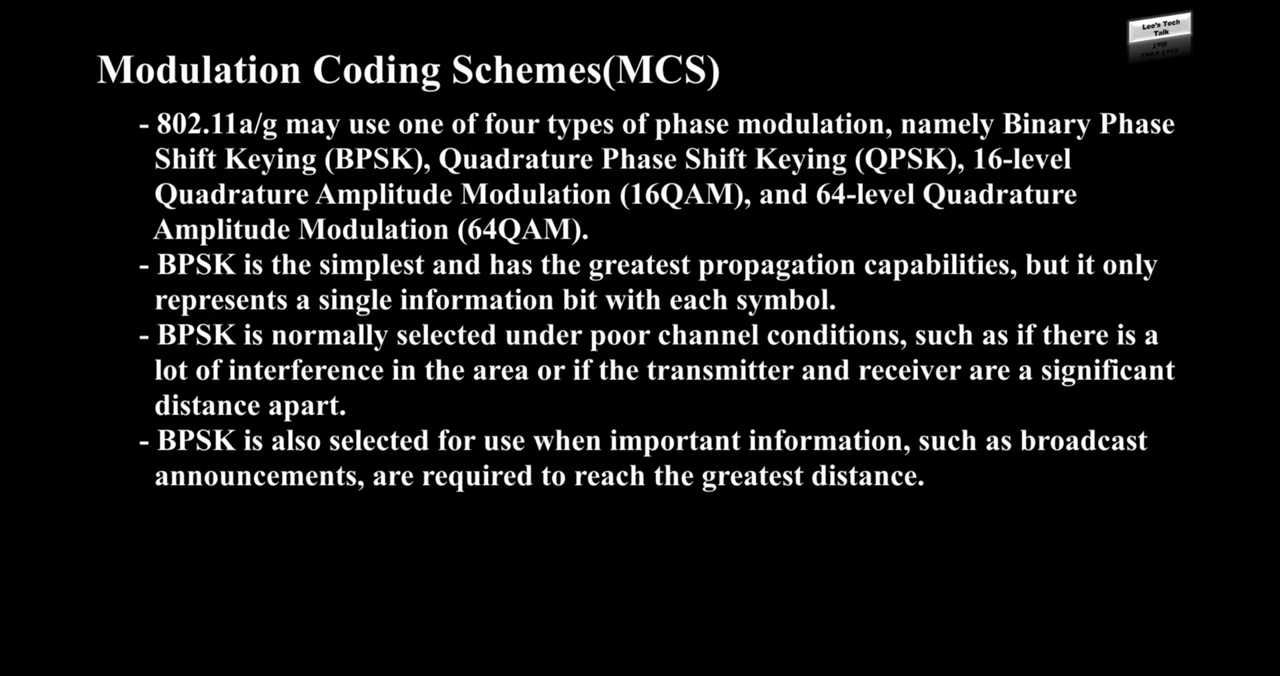 Leo's Tech
Talk
Modulation Coding Schemes(MCS)
- 802.11a/g may use one of four types of phase modulation, namely Binary Phase
Shift Keying (BPSK), Quadrature Phase Shift Keying (QPSK), 16-level
Quadrature Amplitude Modulation (16QAM), and 64-level Quadrature
Amplitude Modulation (64QAM).
- BPSK is the simplest and has the greatest propagation capabilities, but it only
represents a single information bit with each symbol.
- BPSK is normally selected under poor channel conditions, such as if there is a
lot of interference in the area or if the transmitter and receiver are a significant
distance apart.
- BPSK is also selected for use when important information, such as broadcast
announcements, are required to reach the greatest distance.